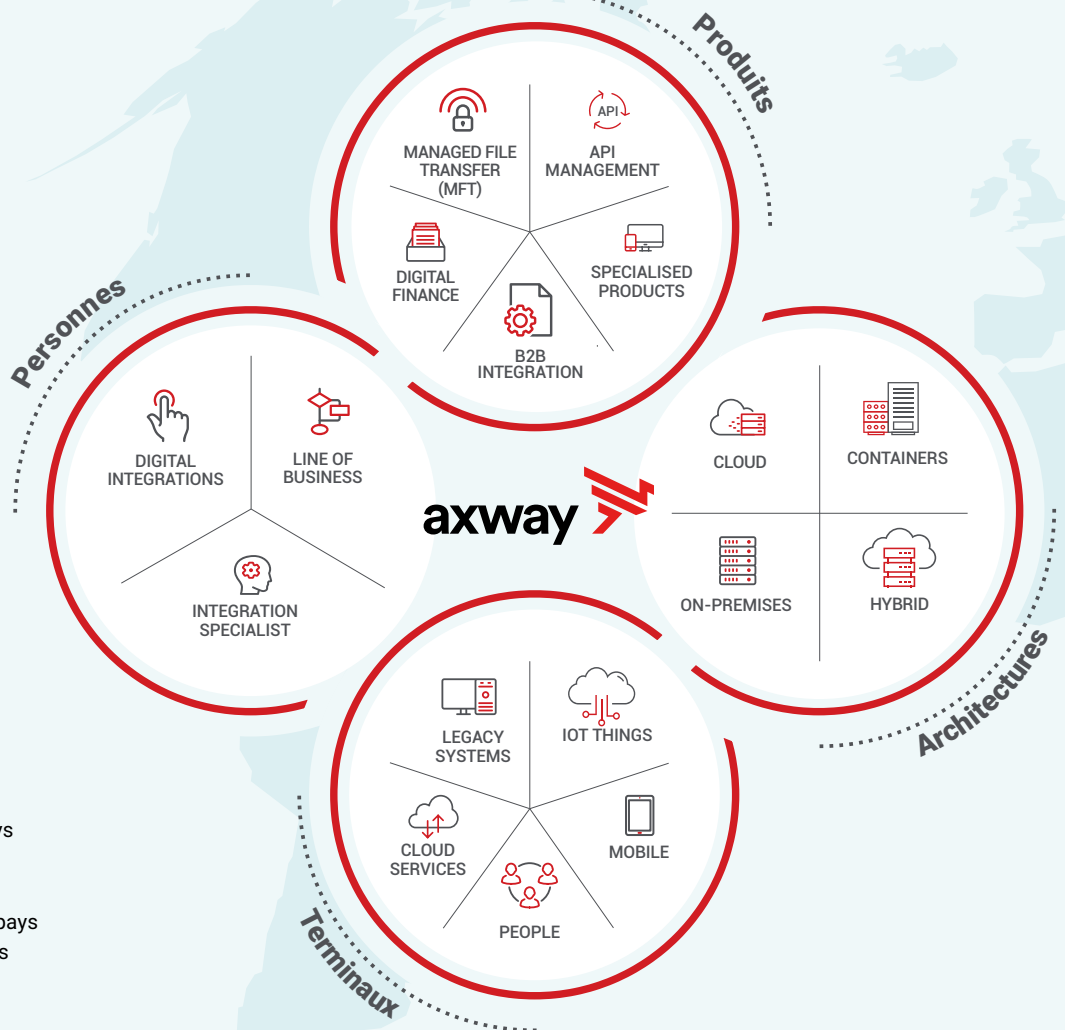 Produits
MANAGED FILE
TRANSFER
(MFT)
API
API
MANAGEMENT
DIGITAL
FINANCE
SPECIALISED
PRODUCTS
B2B
INTEGRATION
Personnes
DIGITAL
INTEGRATIONS
LINE OF
BUSINESS
INTEGRATION
SPECIALIST
axway
CLOUD
CONTAINERS
ON-PREMISES
HYBRID
Architectures
LEGACY
SYSTEMS
IOT THINGS
CLOUD
SERVICES
MOBILE
PEOPLE
Terminaux
pays